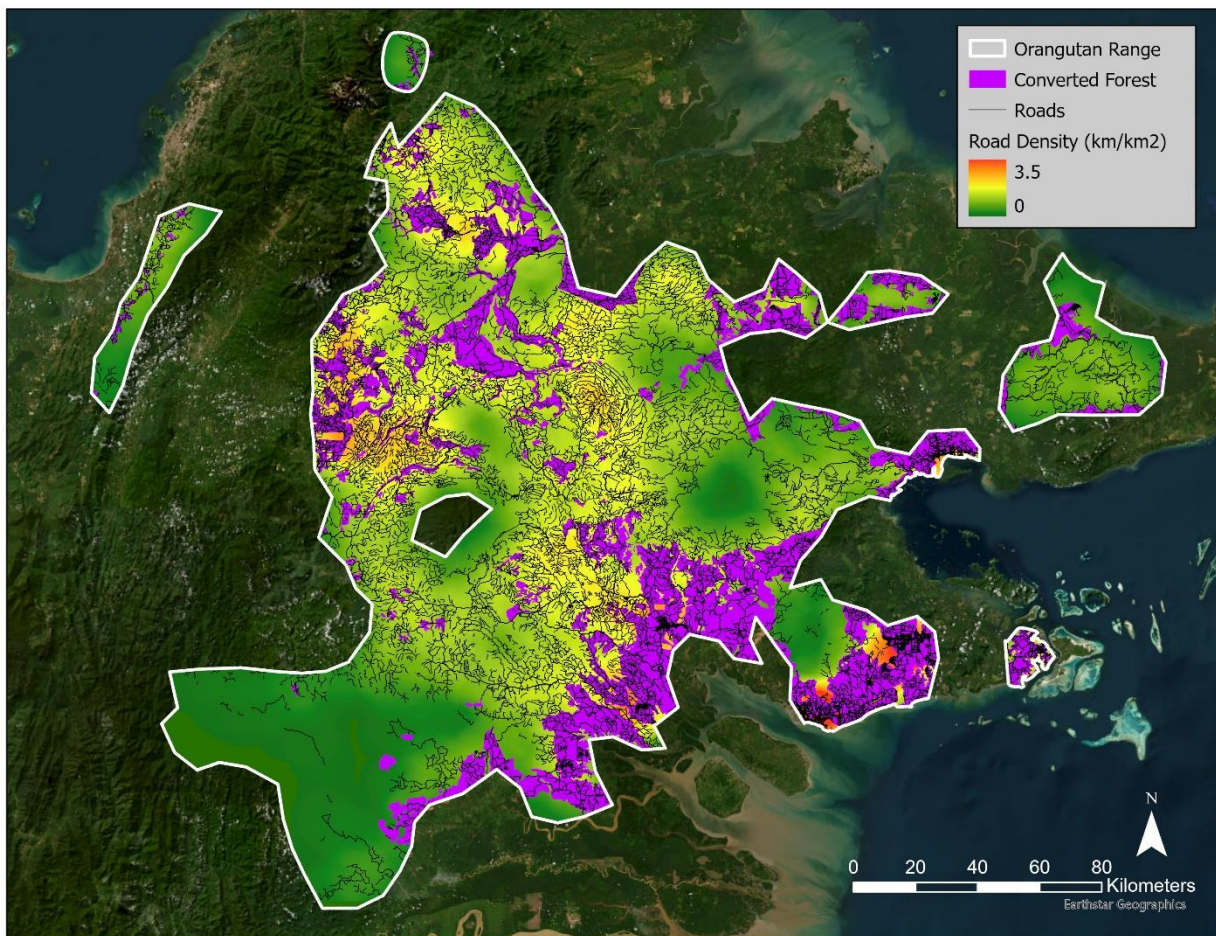 Orangutan Range
Converted Forest
Roads
Road Density (km/km2)
3.5
0
N
0 20 40 60 80
Kilometers
Earthstar Geographics